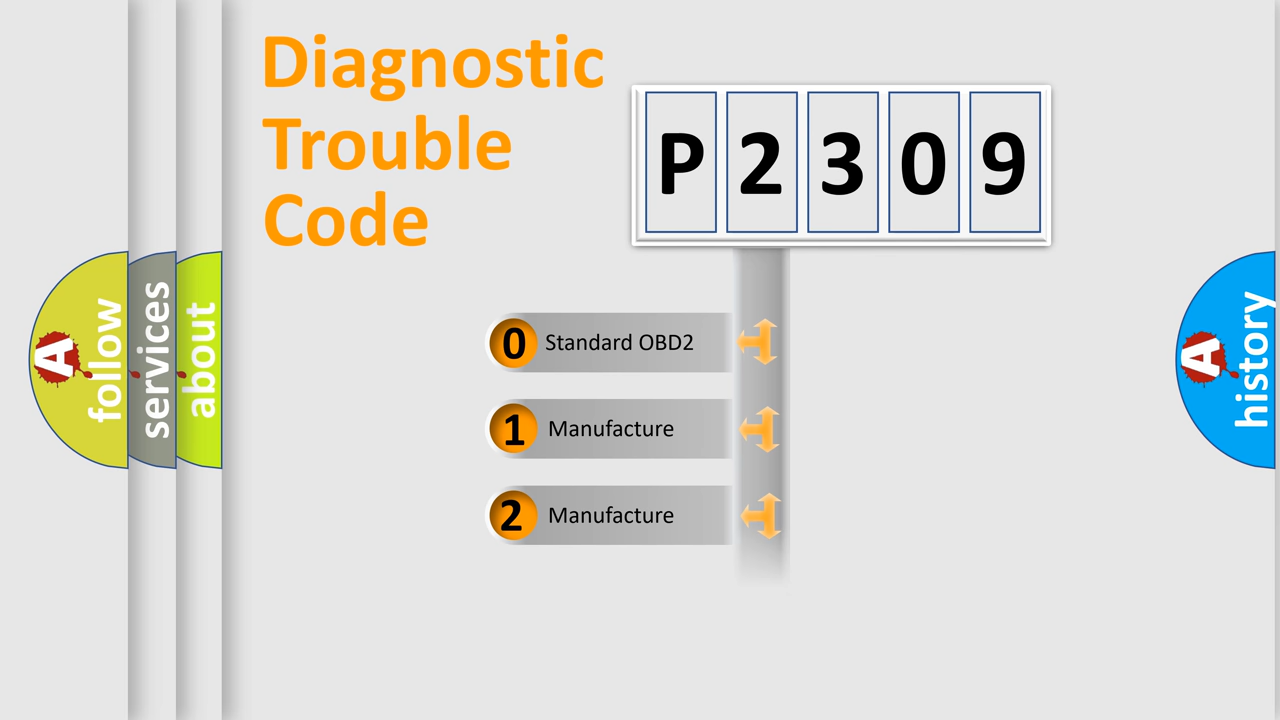 Diagnostic
Trouble
Code
P 2 3 0 9
0 Standard OBD2
1 Manufacture
2 Manufacture
A follow
services
about
A history